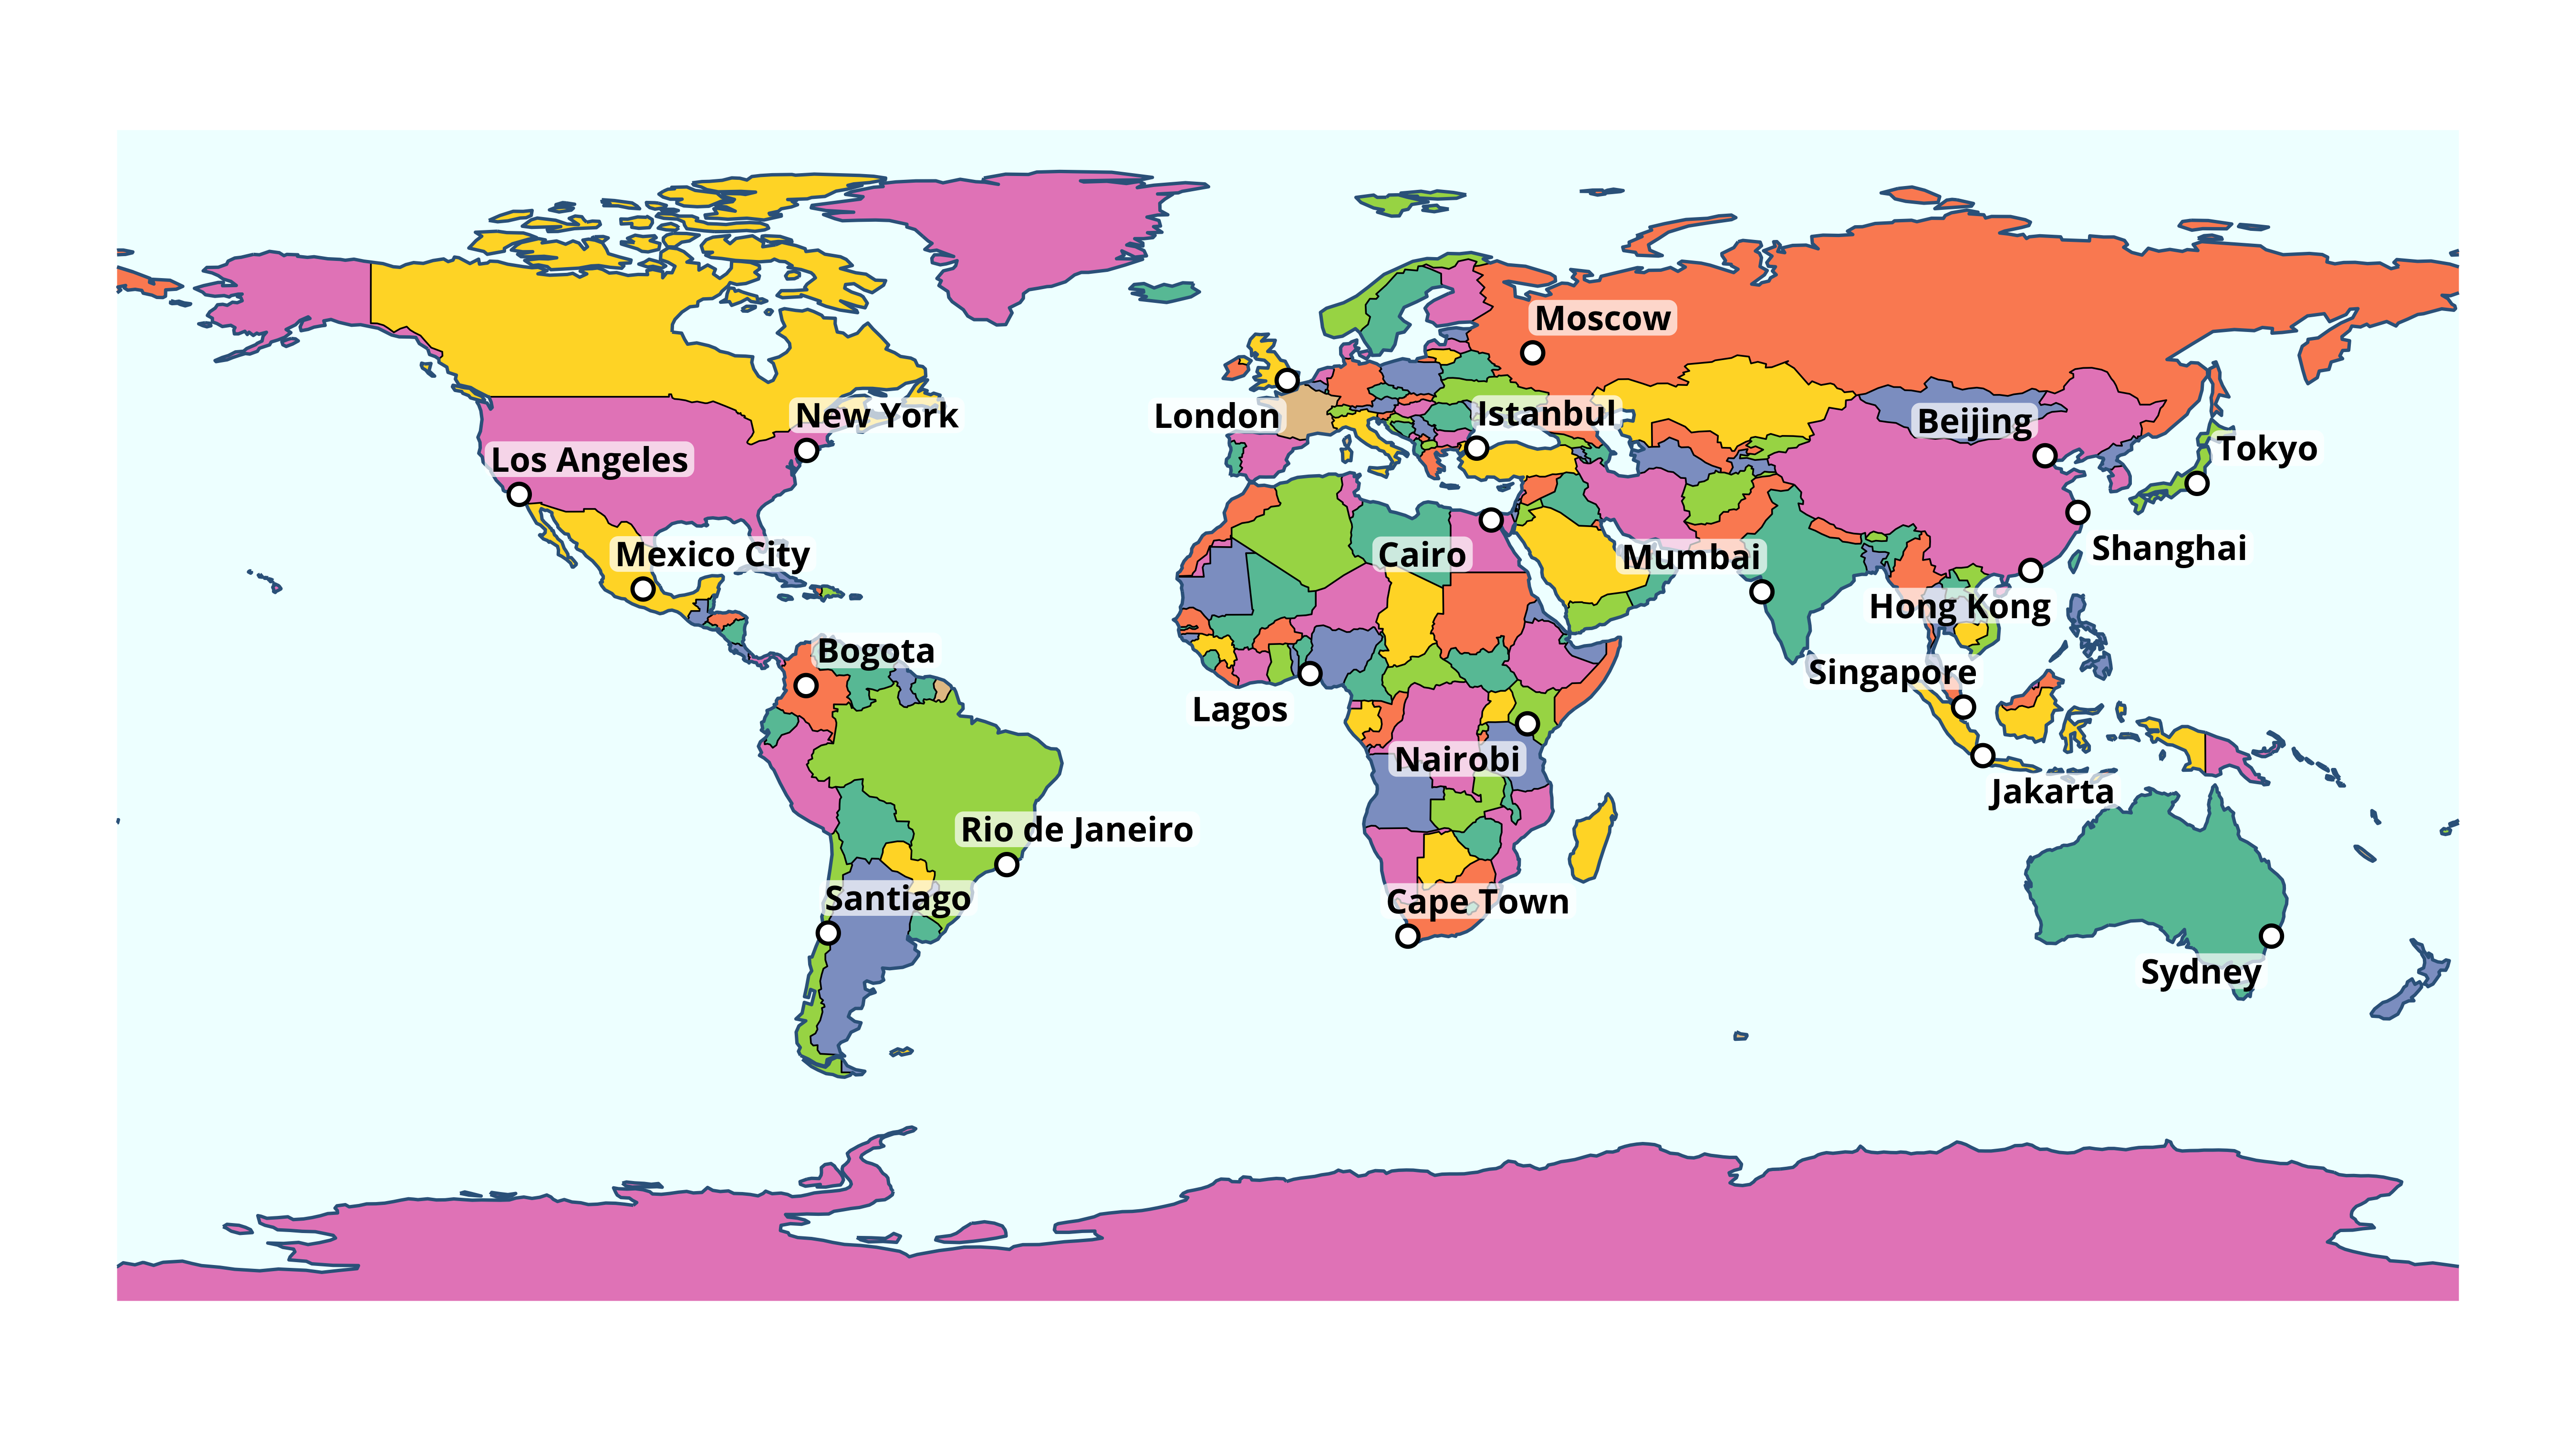 Moscow
New York
London
Istanbul
Beijing
Tokyo
Los Angeles
Mexico City
Cairo
Mumbai
Shanghai
Hong Kong
Bogota
Singapore
Lagos
Nairobi
Jakarta
Rio de Janeiro
Santiago
Cape Town
Sydney